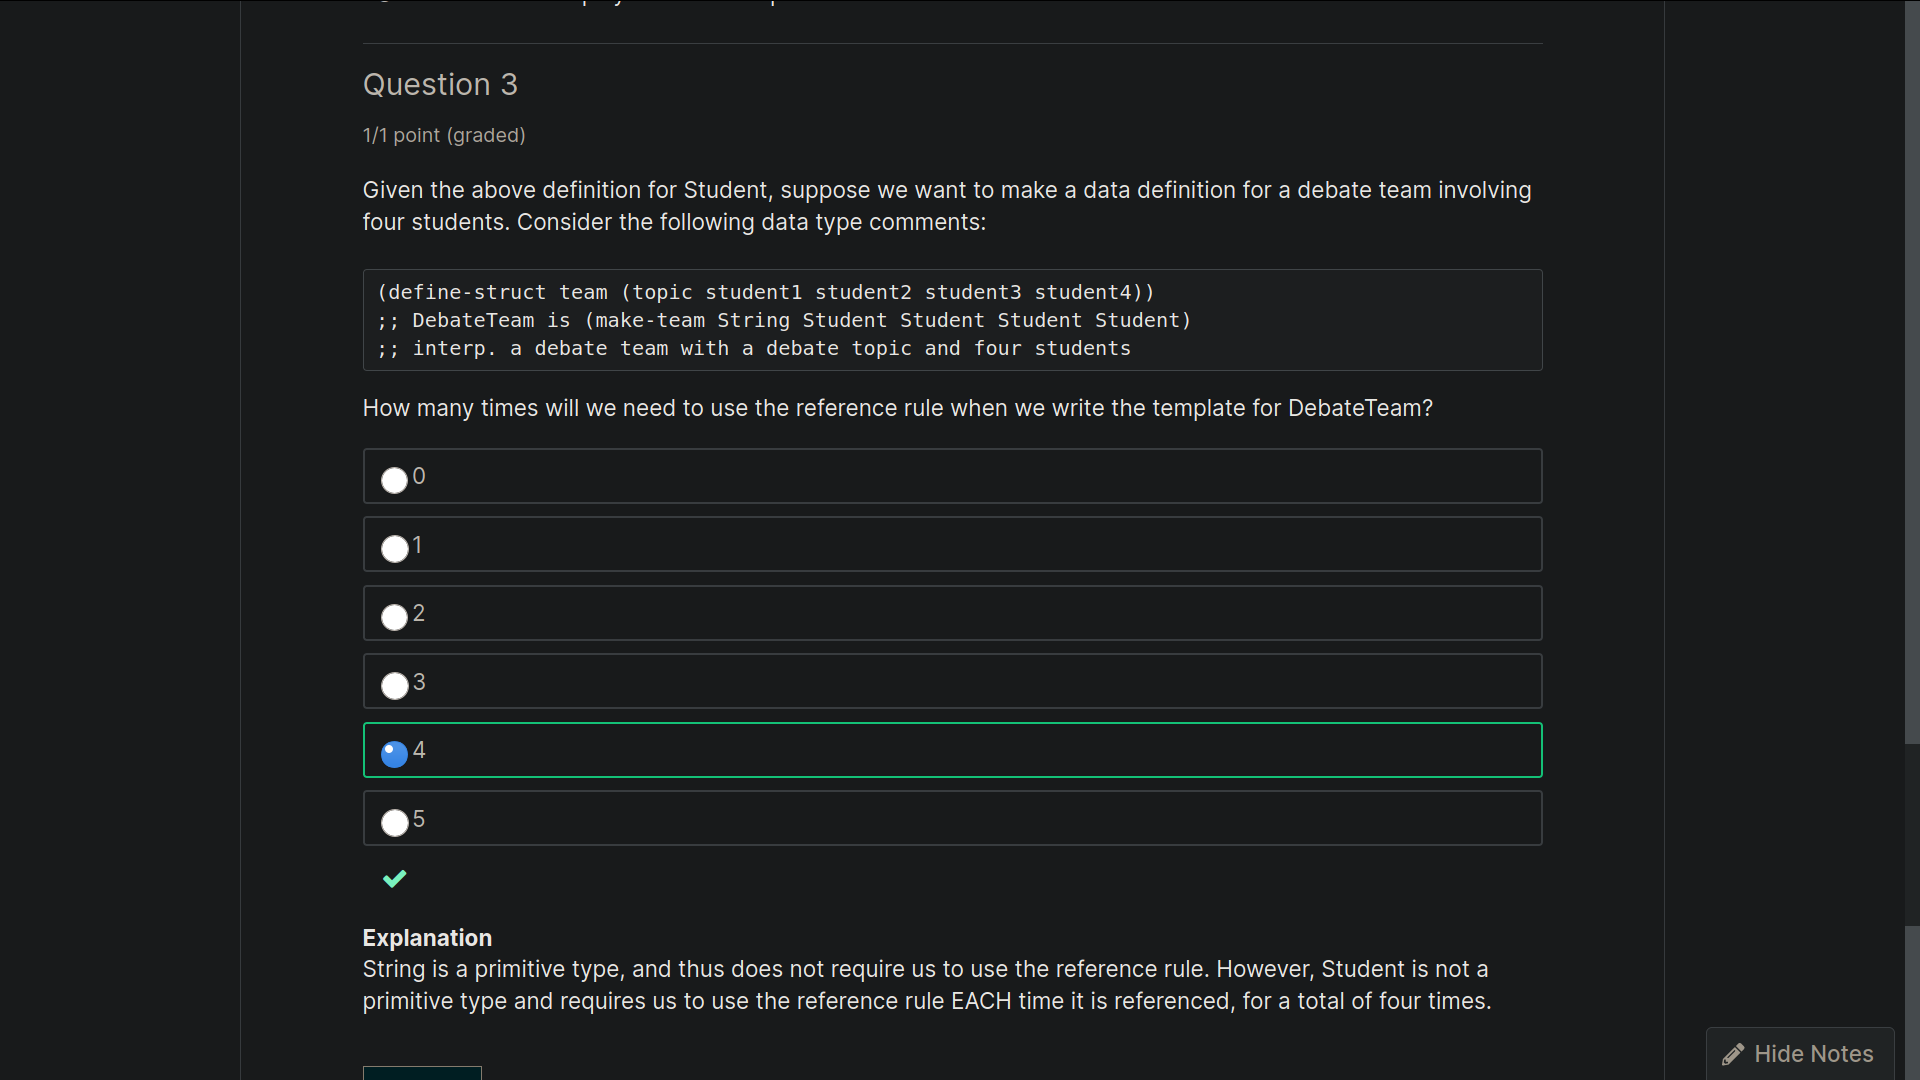 Question 3
1/1 point (graded)
Given the above definition for Student, suppose we want to make a data definition for a debate team involving
four students. Consider the following data type comments:
(define-struct team (topic student1 student2 student3 student4))
;; DebateTeam is (make-team String Student Student Student Student)
;; interp. a debate team with a debate topic and four students
How many times will we need to use the reference rule when we write the template for DebateTeam?
0
1
2
3
4
5
Explanation
String is a primitive type, and thus does not require us to use the reference rule. However, Student is not a
primitive type and requires us to use the reference rule EACH time it is referenced, for a total of four times.
Hide Notes